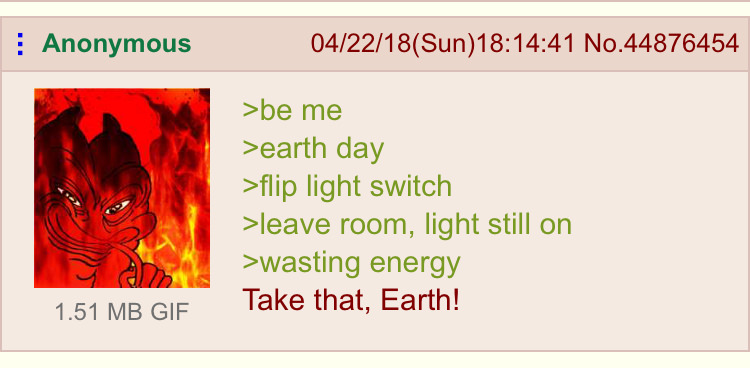 Anonymous 04/22/18(Sun)18:14:41 No.44876454
>be me
>earth day
>flip light switch
>leave room, light still on
>wasting energy
Take that, Earth!
1.51 MB GIF